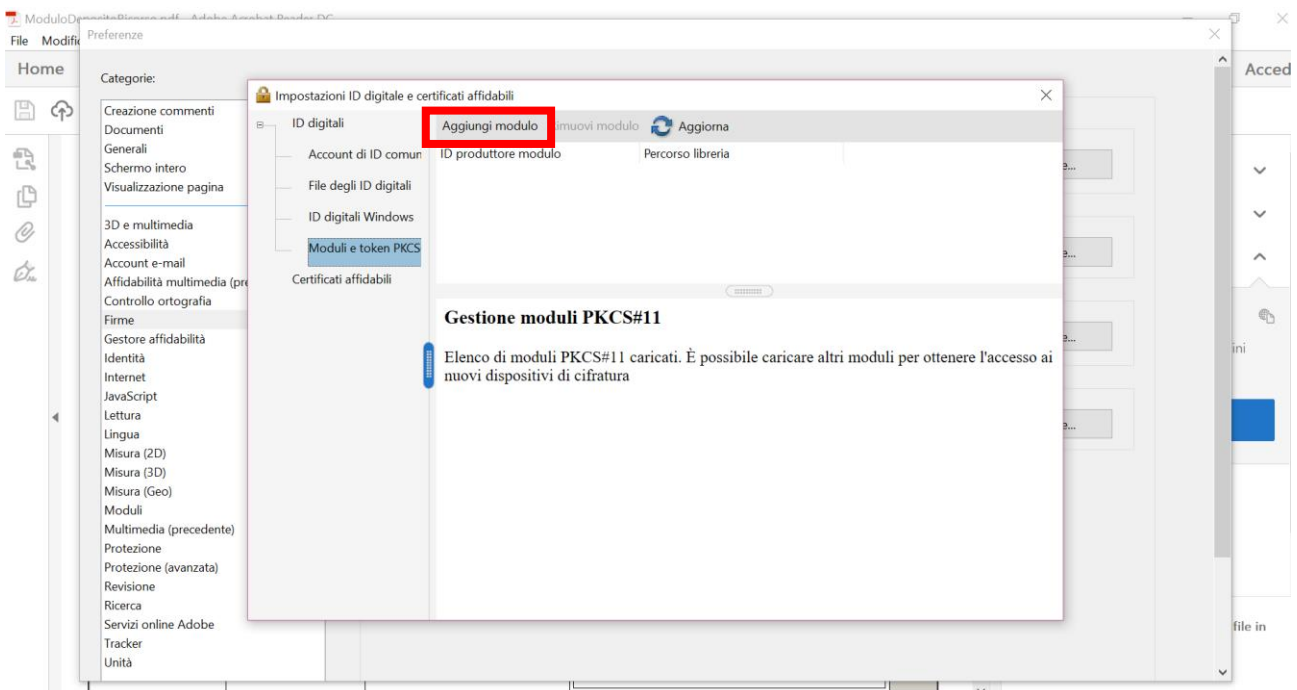 ModuloDepositoRicorso.pdf - Adobe Acrobat Reader DC
File Modific
Preferenze
Home
Acced
Categorie:
Creazione commenti
Documenti
Generali
Schermo intero
Visualizzazione pagina
3D e multimedia
Accessibilità
Account e-mail
Affidabilità multimedia (pre
Controllo ortografia
Firme
Gestore affidabilità
Identità
Internet
JavaScript
Lettura
Lingua
Misura (2D)
Misura (3D)
Misura (Geo)
Moduli
Multimedia (precedente)
Protezione
Protezione (avanzata)
Revisione
Ricerca
Servizi online Adobe
Tracker
Unità
Impostazioni ID digitale e certificati affidabili
ID digitali
Account di ID comun
File degli ID digitali
ID digitali Windows
Moduli e token PKCS
Certificati affidabili
Aggiungi modulo imuovi modulo Aggiorna
ID produttore modulo Percorso libreria
Gestione moduli PKCS#11
Elenco di moduli PKCS#11 caricati. È possibile caricare altri moduli per ottenere l'accesso ai
nuovi dispositivi di cifratura
e...
e...
e...
e...
ini
file in